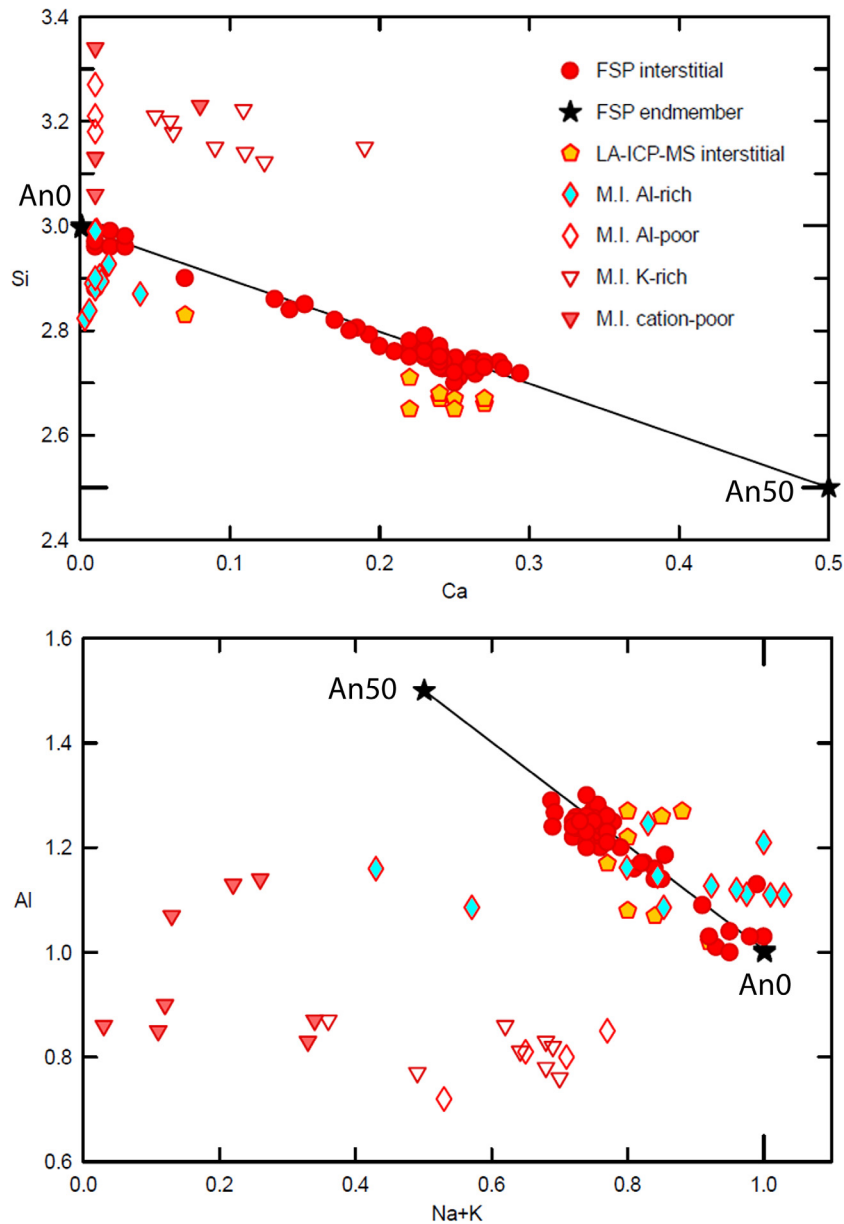 3.4
3.2
3.0
2.8
2.6
2.4
Si
0.0
0.1
0.2
0.3
0.4
0.5
Ca
An0
An50
FSP interstitial
FSP endmember
LA-ICP-MS interstitial
M.I. Al-rich
M.I. Al-poor
M.I. K-rich
M.I. cation-poor
1.6
1.4
1.2
1.0
0.8
0.6
Al
An50
An0
0.0
0.2
0.4
0.6
0.8
1.0
Na+K